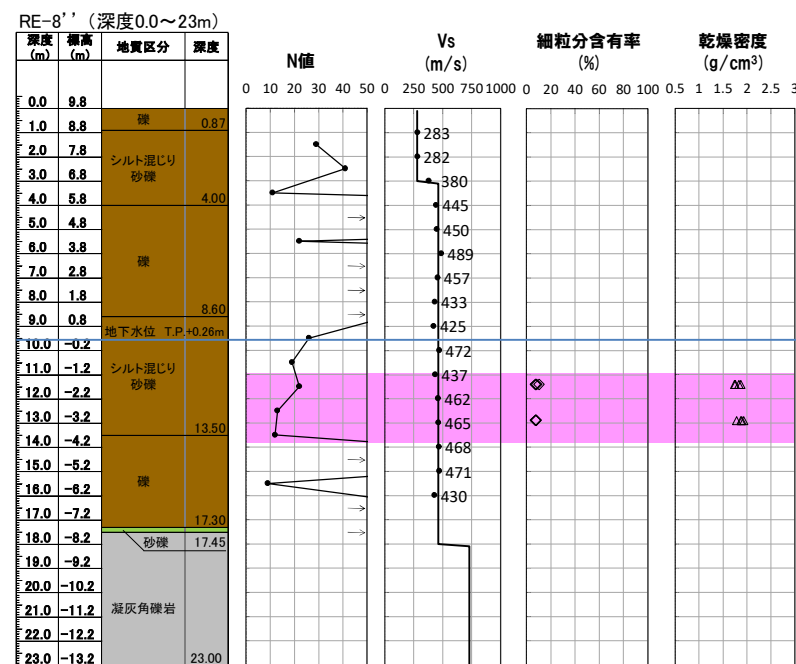 RE-8'' (深度0.0～23m)
深度(m) 標高(m) 地質区分 深度
N値
Vs
(m/s)
細粒分含有率
(%)
乾燥密度
(g/cm³)
0 10 20 30 40 50
0 250 500 750 1000
0 20 40 60 80 100
0.5 1 1.5 2 2.5 3
0.0 9.8
1.0 8.8 礫 0.87 283
2.0 7.8 シルト混じり 282
3.0 6.8 砂礫 380
4.0 5.8 4.00 445
5.0 4.8 450
6.0 3.8 礫 489
7.0 2.8 457
8.0 1.8 8.60 433
9.0 0.8 地下水位 T.P.+0.26m 425
10.0 -0.2 472
11.0 -1.2 シルト混じり 437
12.0 -2.2 砂礫 462
13.0 -3.2 13.50 465
14.0 -4.2 468
15.0 -5.2 471
16.0 -6.2 礫 430
17.0 -7.2 17.30
18.0 -8.2 砂礫 17.45
19.0 -9.2
20.0 -10.2
21.0 -11.2 凝灰角礫岩
22.0 -12.2
23.0 -13.2 23.00